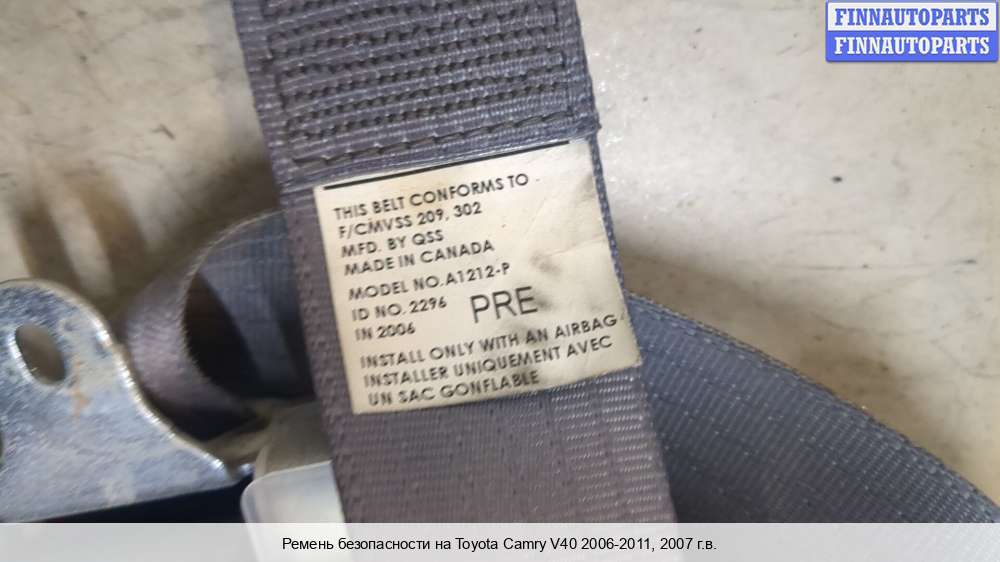 FINNAUTOPARTS
FINNAUTOPARTS
THIS BELT CONFORMS TO
F/CMVSS 209, 302
MFD. BY QSS
MADE IN CANADA
MODEL NO. A1212-P
ID NO. 2296
IN 2006
PRE
INSTALL ONLY WITH AN AIRBAG
INSTALLER UNIQUEMENT AVEC
UN SAC GONFLABLE
Ремень безопасности на Toyota Camry V40 2006-2011, 2007 г.в.